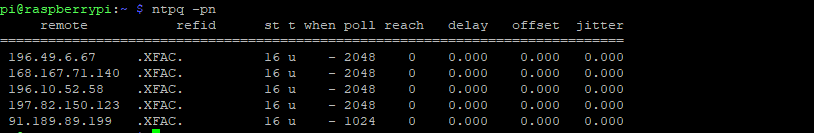 pi@raspberrypi:~ $ ntpq -pn
remote refid st t when poll reach delay offset jitter
==============================================================================
196.49.6.67 .XFAC. 16 u - 2048 0 0.000 0.000 0.000
168.167.71.140 .XFAC. 16 u - 2048 0 0.000 0.000 0.000
196.10.52.58 .XFAC. 16 u - 2048 0 0.000 0.000 0.000
197.82.150.123 .XFAC. 16 u - 2048 0 0.000 0.000 0.000
91.189.89.199 .XFAC. 16 u - 1024 0 0.000 0.000 0.000